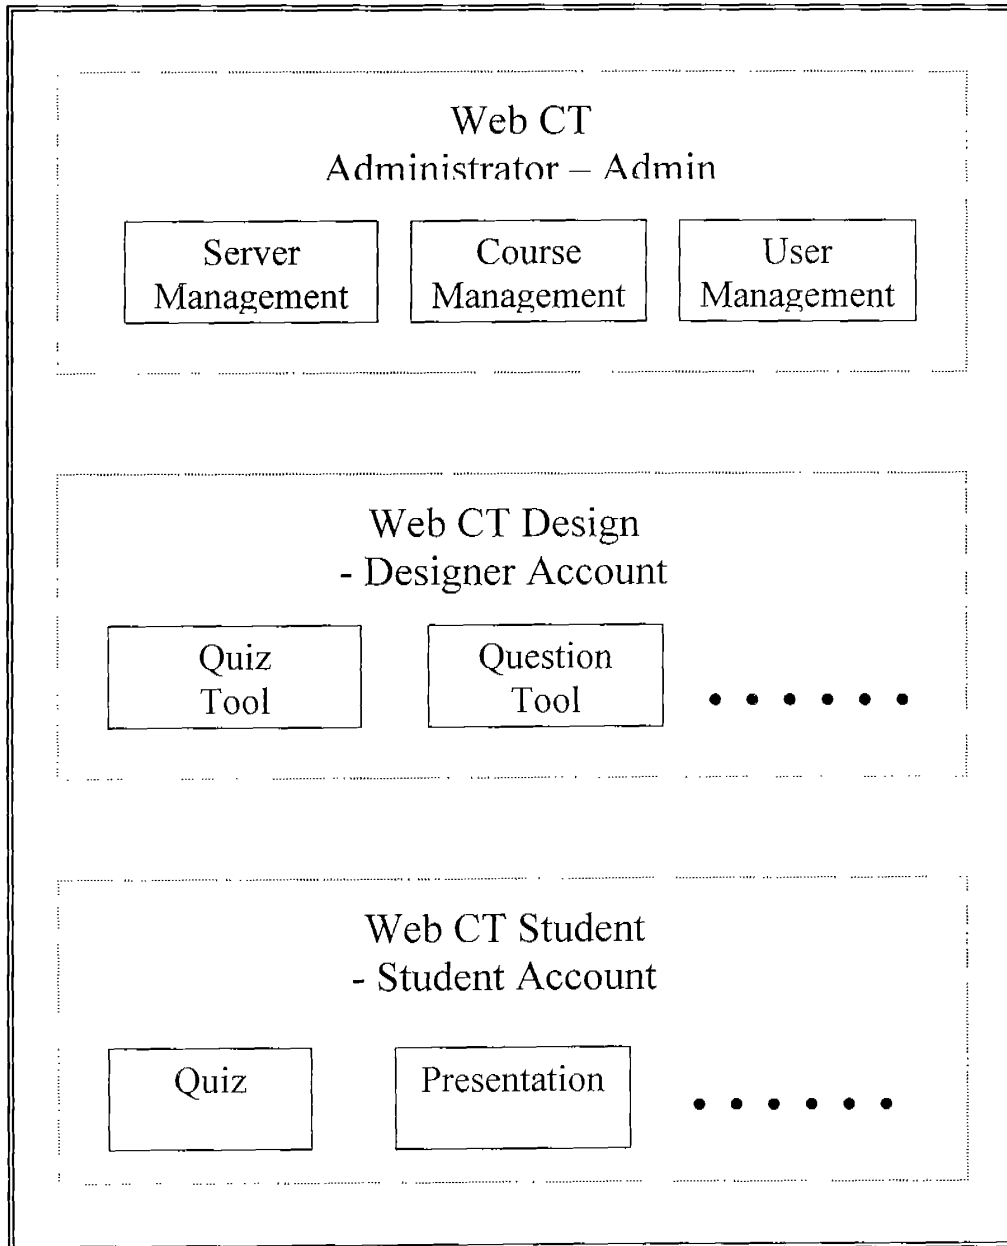 Web CT
Administrator – Admin
Server
Management
Course
Management
User
Management
Web CT Design
- Designer Account
Quiz
Tool
Question
Tool
Web CT Student
- Student Account
Quiz
Presentation